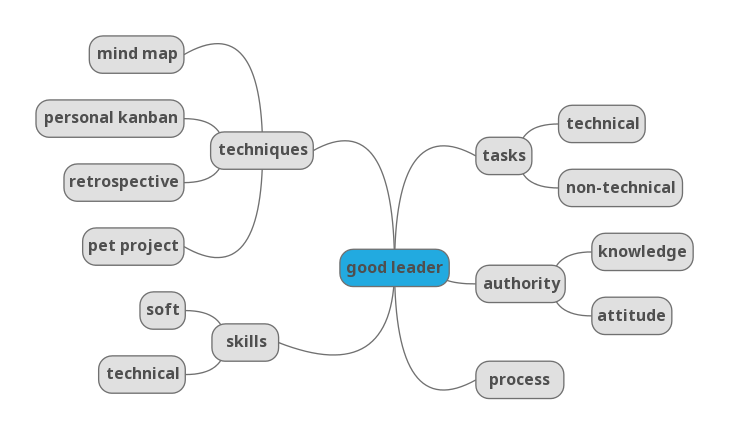 mind map
personal kanban
techniques
retrospective
pet project
soft
skills
technical
good leader
tasks
technical
non-technical
authority
knowledge
attitude
process